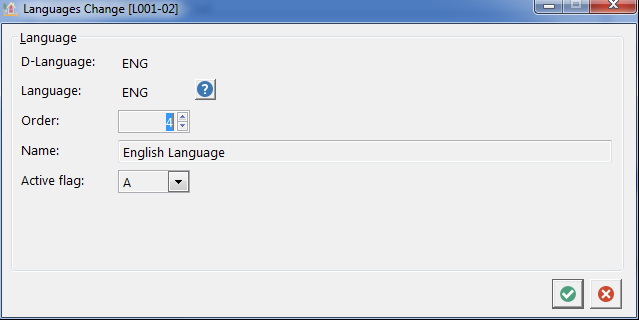 Languages Change [L001-02]
Language
D-Language: ENG
Language: ENG ?
Order: 4
Name: English Language
Active flag: A